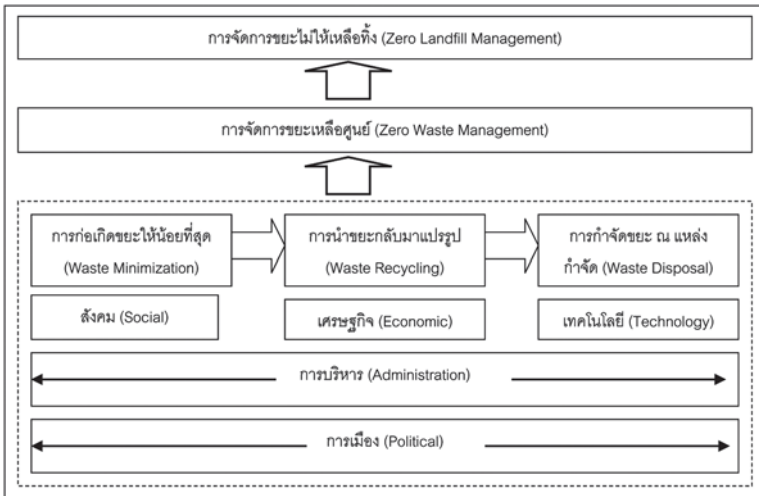 การจัดการขยะไม่ให้เหลือทิ้ง (Zero Landfill Management)
การจัดการขยะเหลือศูนย์ (Zero Waste Management)
การก่อเกิดขยะให้น้อยที่สุด
(Waste Minimization)
การนำขยะกลับมาแปรรูป
(Waste Recycling)
การกำจัดขยะ ณ แหล่ง
กำจัด (Waste Disposal)
สังคม (Social)
เศรษฐกิจ (Economic)
เทคโนโลยี (Technology)
การบริหาร (Administration)
การเมือง (Political)